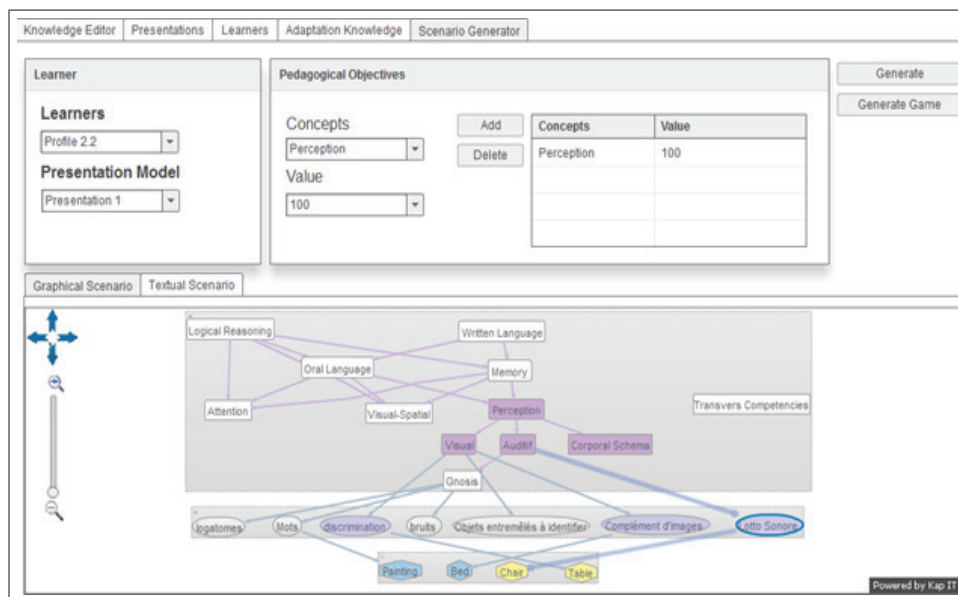 Knowledge Editor Presentations Learners Adaptation Knowledge Scenario Generator
Learner
Learners
Profile 2.2
Presentation Model
Presentation 1
Pedagogical Objectives
Concepts
Perception
Value
100
Add
Delete
Concepts Value
Perception 100
Generate
Generate Game
Graphical Scenario Textual Scenario
Logical Reasoning Written Language
Oral Language Memory
Attention Visual-Spatial Perception Transvers Competencies
Visual Auditif Corporal Schema
Gnosis
logatomes Mots discrimination bruits Objets entremêlés à identifier Complément d'images Lotto Sonore
Painting Bed Chair Table
Powered by Kap IT